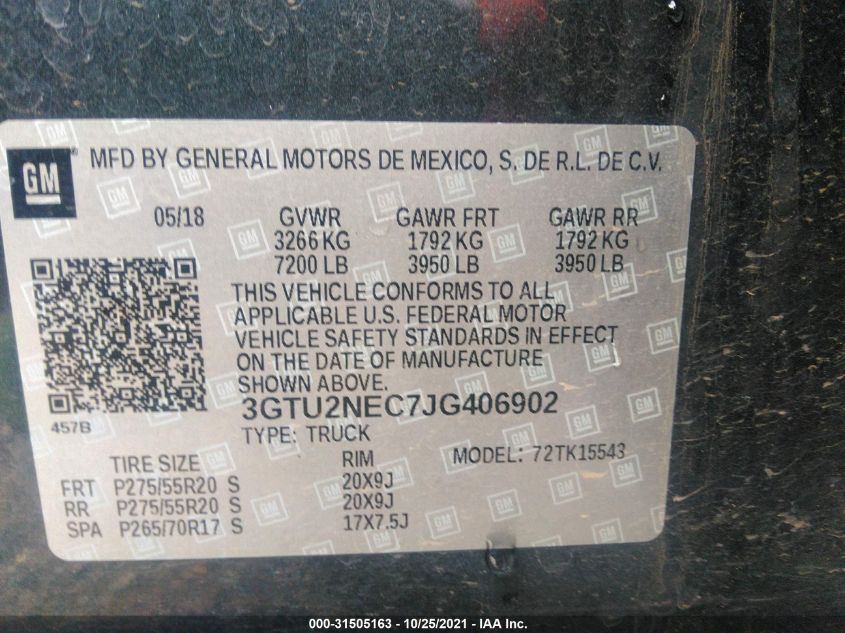 GM
MFD BY GENERAL MOTORS DE MEXICO, S. DE R.L. DE C.V.
05/18 GVWR GAWR FRT GAWR RR
3266 KG 1792 KG 1792 KG
7200 LB 3950 LB 3950 LB
THIS VEHICLE CONFORMS TO ALL
APPLICABLE U.S. FEDERAL MOTOR
VEHICLE SAFETY STANDARDS IN EFFECT
ON THE DATE OF MANUFACTURE
SHOWN ABOVE.
3GTU2NEC7JG406902
457B
TYPE: TRUCK
MODEL: 72TK15543
TIRE SIZE RIM
FRT P275/55R20 S 20X9J
RR P275/55R20 S 20X9J
SPA P265/70R17 S 17X7.5J
000-31505163 - 10/25/2021 - IAA Inc.